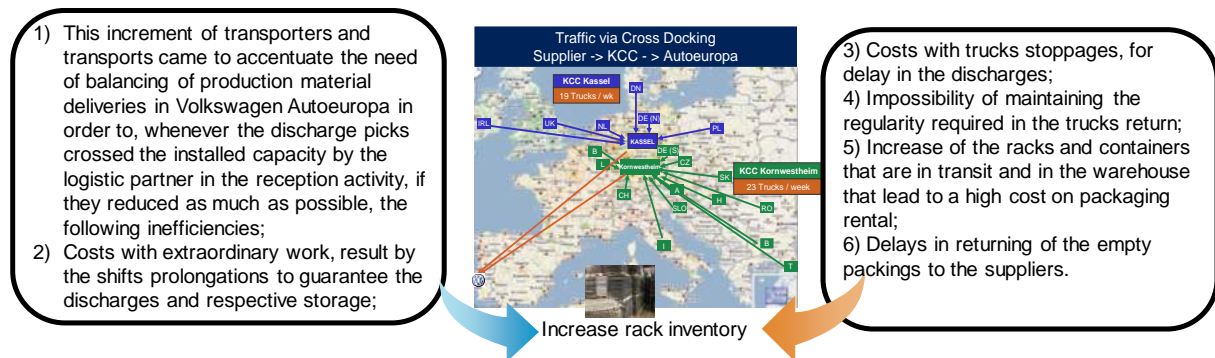 1) This increment of transporters and
transports came to accentuate the need
of balancing of production material
deliveries in Volkswagen Autoeuropa in
order to, whenever the discharge picks
crossed the installed capacity by the
logistic partner in the reception activity, if
they reduced as much as possible, the
following inefficiencies;
2) Costs with extraordinary work, result by
the shifts prolongations to guarantee the
discharges and respective storage;
Traffic via Cross Docking
Supplier -> KCC - > Autoeuropa
KCC Kassel
19 Trucks / wk
DN
IRL
UK
NL
DE (N)
PL
KASSEL
B
L
DE (S)
CZ
Kornwestheim
KCC Kornwestheim
23 Trucks / week
SK
CH
A
H
SLO
RO
I
B
T
Increase rack inventory
3) Costs with trucks stoppages, for
delay in the discharges;
4) Impossibility of maintaining the
regularity required in the trucks return;
5) Increase of the racks and containers
that are in transit and in the warehouse
that lead to a high cost on packaging
rental;
6) Delays in returning of the empty
packings to the suppliers.